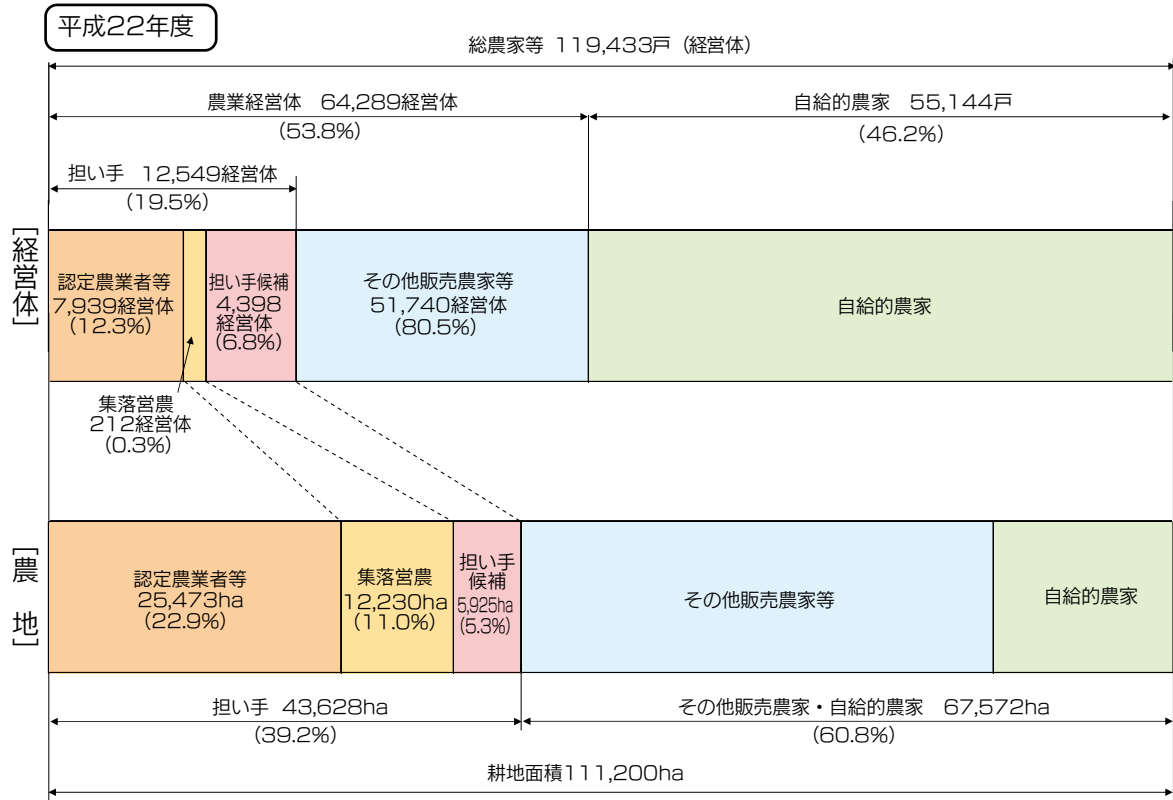 平成22年度
総農家等 119,433戸（経営体）
農業経営体　64,289経営体
(53.8%)
自給的農家　55,144戸
(46.2%)
担い手 12,549経営体
(19.5%)
［経営体］
認定農業者等
7,939経営体
(12.3%)
担い手候補
4,398
経営体
(6.8%)
その他販売農家等
51,740経営体
(80.5%)
自給的農家
集落営農
212経営体
(0.3%)
［農　地］
認定農業者等
25,473ha
(22.9%)
集落営農
12,230ha
(11.0%)
担い手
候補
5,925ha
(5.3%)
その他販売農家等
自給的農家
担い手 43,628ha
(39.2%)
その他販売農家・自給的農家　67,572ha
(60.8%)
耕地面積111,200ha